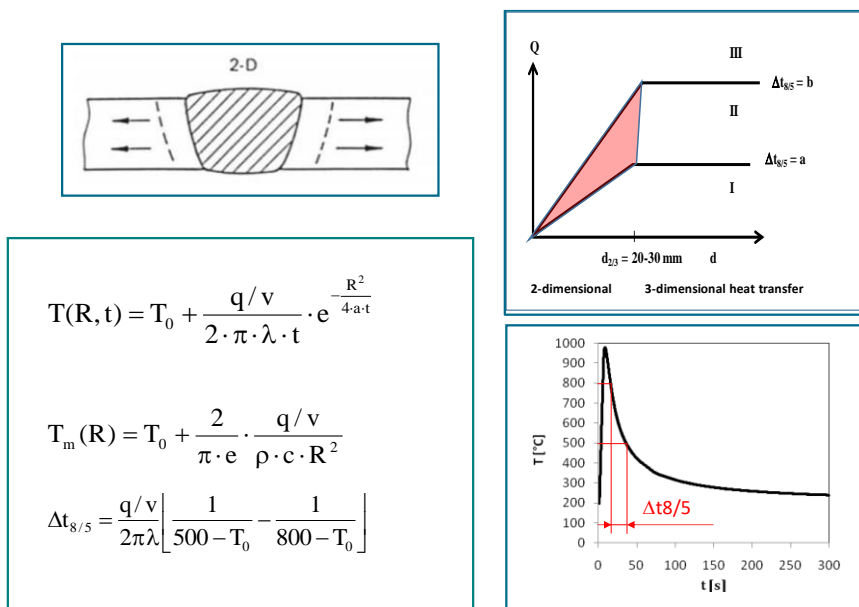 2-D
Q
III
Δt8/5 = b
II
Δt8/5 = a
I
d2/3 = 20-30 mm d
2-dimensional 3-dimensional heat transfer
T(R, t) = T₀ + (q / v)/(2·π·λ·t) · e^(−R²/(4·a·t))
Tₘ(R) = T₀ + 2/(π·e) · (q / v)/(ρ·c·R²)
Δt8/5 = (q / v)/(2πλ) [1/(500 − T₀) − 1/(800 − T₀)]
T [°C]
1000
900
800
700
600
500
400
300
200
100
0
Δt8/5
0 50 100 150 200 250 300
t [s]